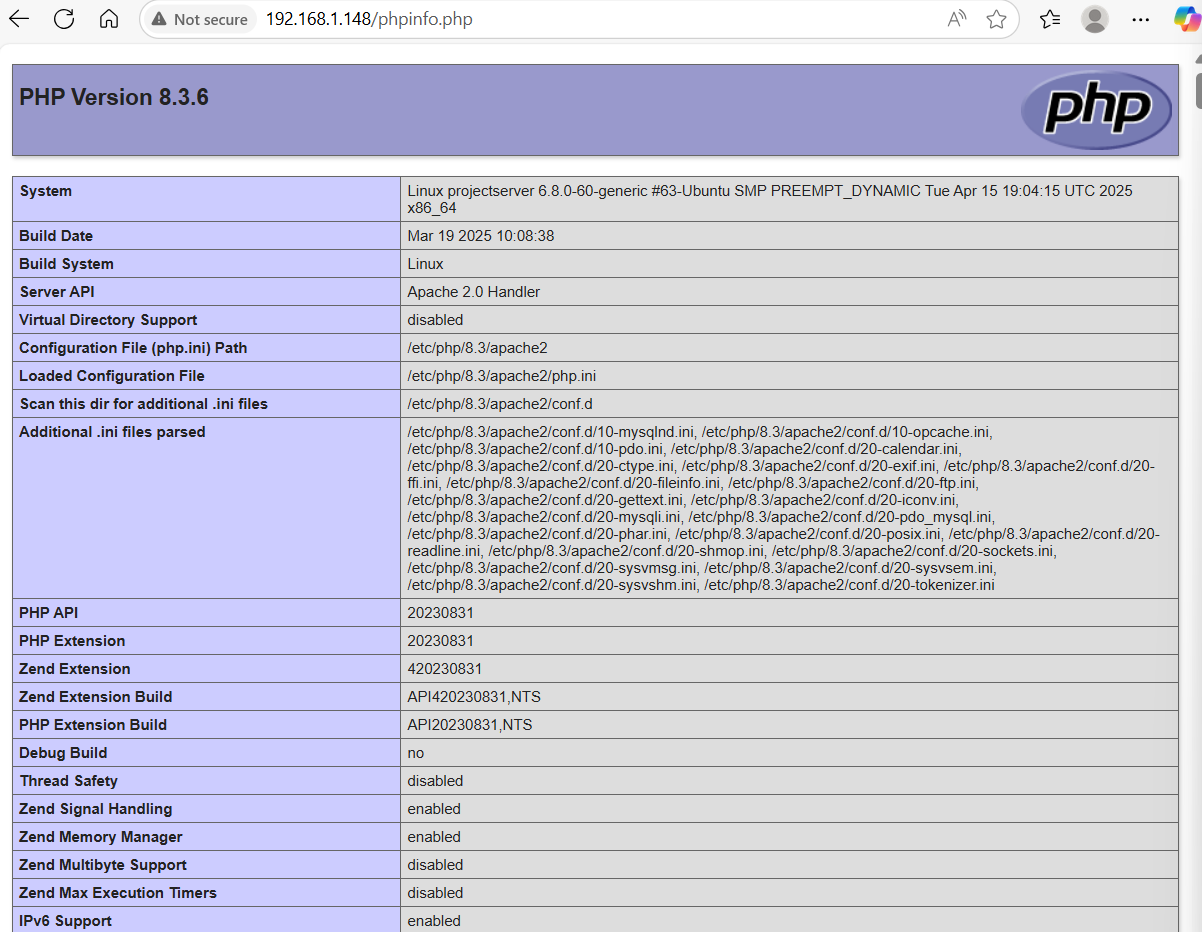 Not secure 192.168.1.148/phpinfo.php
PHP Version 8.3.6
php
System
Linux projectserver 6.8.0-60-generic #63-Ubuntu SMP PREEMPT_DYNAMIC Tue Apr 15 19:04:15 UTC 2025
x86_64
Build Date Mar 19 2025 10:08:38
Build System Linux
Server API Apache 2.0 Handler
Virtual Directory Support disabled
Configuration File (php.ini) Path /etc/php/8.3/apache2
Loaded Configuration File /etc/php/8.3/apache2/php.ini
Scan this dir for additional .ini files /etc/php/8.3/apache2/conf.d
Additional .ini files parsed /etc/php/8.3/apache2/conf.d/10-mysqlnd.ini, /etc/php/8.3/apache2/conf.d/10-opcache.ini,
/etc/php/8.3/apache2/conf.d/10-pdo.ini, /etc/php/8.3/apache2/conf.d/20-calendar.ini,
/etc/php/8.3/apache2/conf.d/20-ctype.ini, /etc/php/8.3/apache2/conf.d/20-exif.ini, /etc/php/8.3/apache2/conf.d/20-
ffi.ini, /etc/php/8.3/apache2/conf.d/20-fileinfo.ini, /etc/php/8.3/apache2/conf.d/20-ftp.ini,
/etc/php/8.3/apache2/conf.d/20-gettext.ini, /etc/php/8.3/apache2/conf.d/20-iconv.ini,
/etc/php/8.3/apache2/conf.d/20-mysqli.ini, /etc/php/8.3/apache2/conf.d/20-pdo_mysql.ini,
/etc/php/8.3/apache2/conf.d/20-phar.ini, /etc/php/8.3/apache2/conf.d/20-posix.ini, /etc/php/8.3/apache2/conf.d/20-
readline.ini, /etc/php/8.3/apache2/conf.d/20-shmop.ini, /etc/php/8.3/apache2/conf.d/20-sockets.ini,
/etc/php/8.3/apache2/conf.d/20-sysvmsg.ini, /etc/php/8.3/apache2/conf.d/20-sysvsem.ini,
/etc/php/8.3/apache2/conf.d/20-sysvshm.ini, /etc/php/8.3/apache2/conf.d/20-tokenizer.ini
PHP API 20230831
PHP Extension 20230831
Zend Extension 420230831
Zend Extension Build API420230831,NTS
PHP Extension Build API20230831,NTS
Debug Build no
Thread Safety disabled
Zend Signal Handling enabled
Zend Memory Manager enabled
Zend Multibyte Support disabled
Zend Max Execution Timers disabled
IPv6 Support enabled